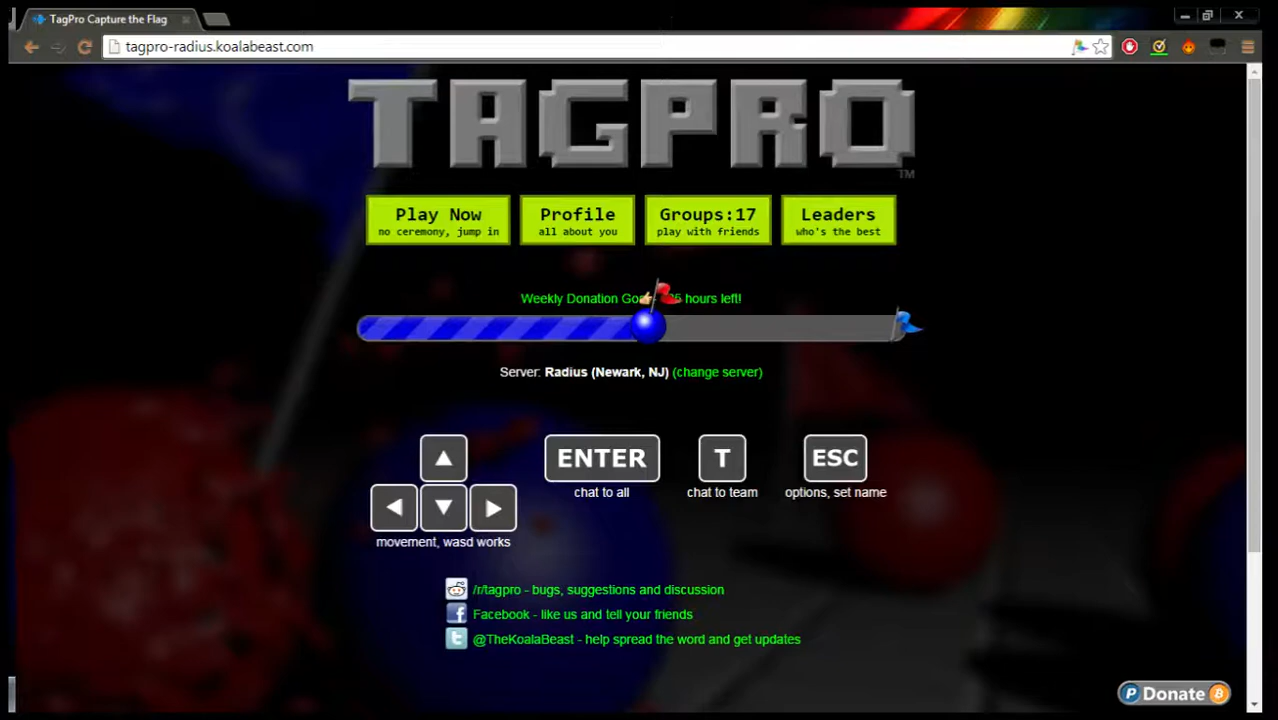 TagPro Capture the Flag
tagpro-radius.koalabeast.com
TAGPRO
TM
Play Now
no ceremony, jump in
Profile
all about you
Groups:17
play with friends
Leaders
who's the best
Weekly Donation hours left!
Server: Radius (Newark, NJ) (change server)
ENTER
T
ESC
chat to all
chat to team
options, set name
movement, wasd works
/r/tagpro - bugs, suggestions and discussion
Facebook - like us and tell your friends
@TheKoalaBeast - help spread the word and get updates
Donate